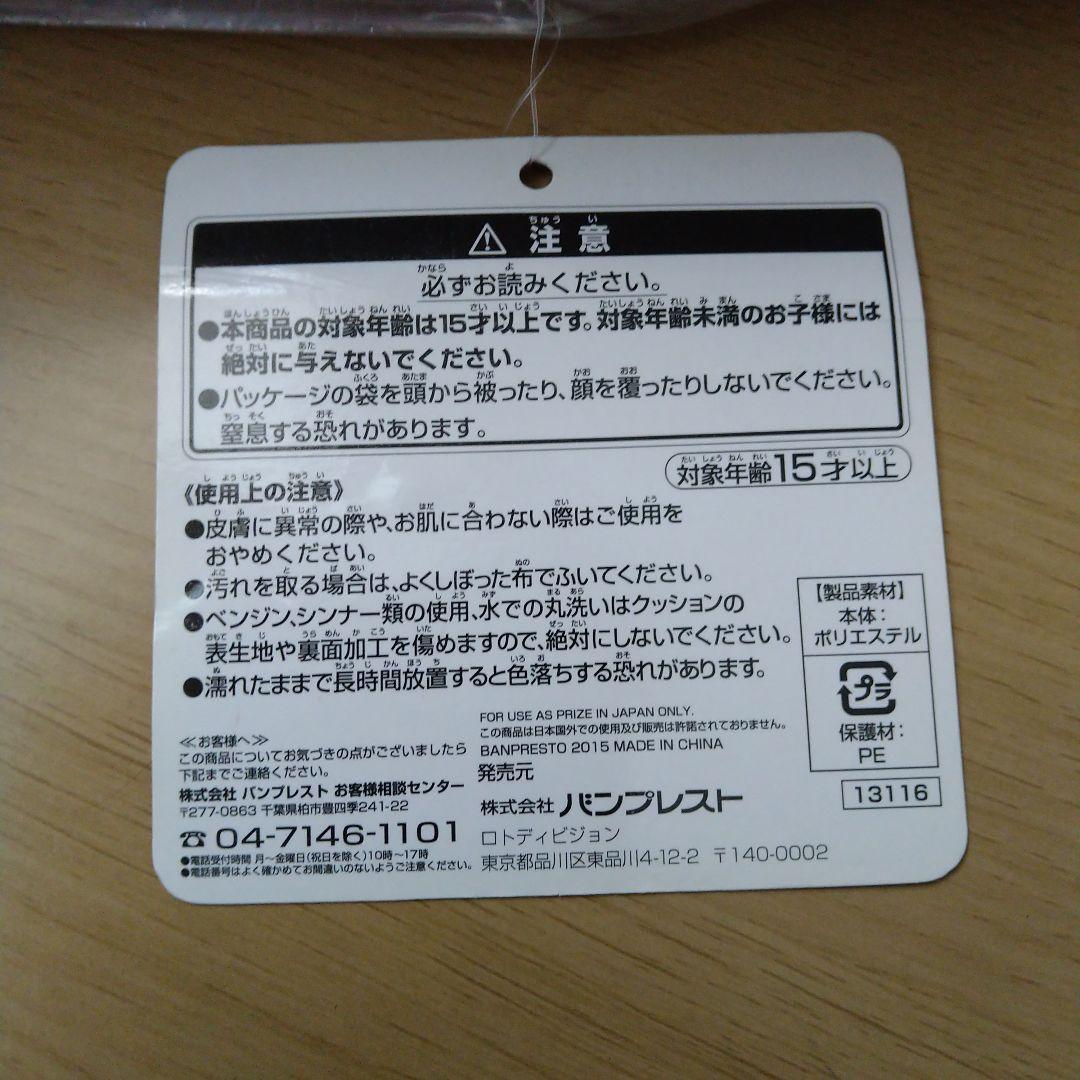 ⚠ 注意
必ずお読みください。
●本商品の対象年齢は15才以上です。対象年齢未満のお子様には
絶対に与えないでください。
●パッケージの袋を頭から被ったり、顔を覆ったりしないでください。
窒息する恐れがあります。
対象年齢15才以上
《使用上の注意》
●皮膚に異常の際や、お肌に合わない際はご使用を
おやめください。
●汚れを取る場合は、よくしぼった布でふいてください。
●ベンジン、シンナー類の使用、水での丸洗いはクッションの
表生地や裏面加工を傷めますので、絶対にしないでください。
●濡れたままで長時間放置すると色落ちする恐れがあります。
【製品素材】
本体:
ポリエステル
プラ
保護材:
PE
13116
≪お客様へ≫
この商品についてお気づきの点がございましたら
下記までご連絡ください。
株式会社 バンプレスト お客様相談センター
〒277-0863 千葉県柏市豊四季241-22
☎04-7146-1101
●電話受付時間 月〜金曜日(祝日を除く)10時〜17時
●電話番号はよく確かめてお間違いのないようご注意ください。
FOR USE AS PRIZE IN JAPAN ONLY.
この商品は日本国外での使用及び販売は許諾されておりません。
BANPRESTO 2015 MADE IN CHINA
発売元
株式会社 バンプレスト
ロトディビジョン
東京都品川区東品川4-12-2 〒140-0002